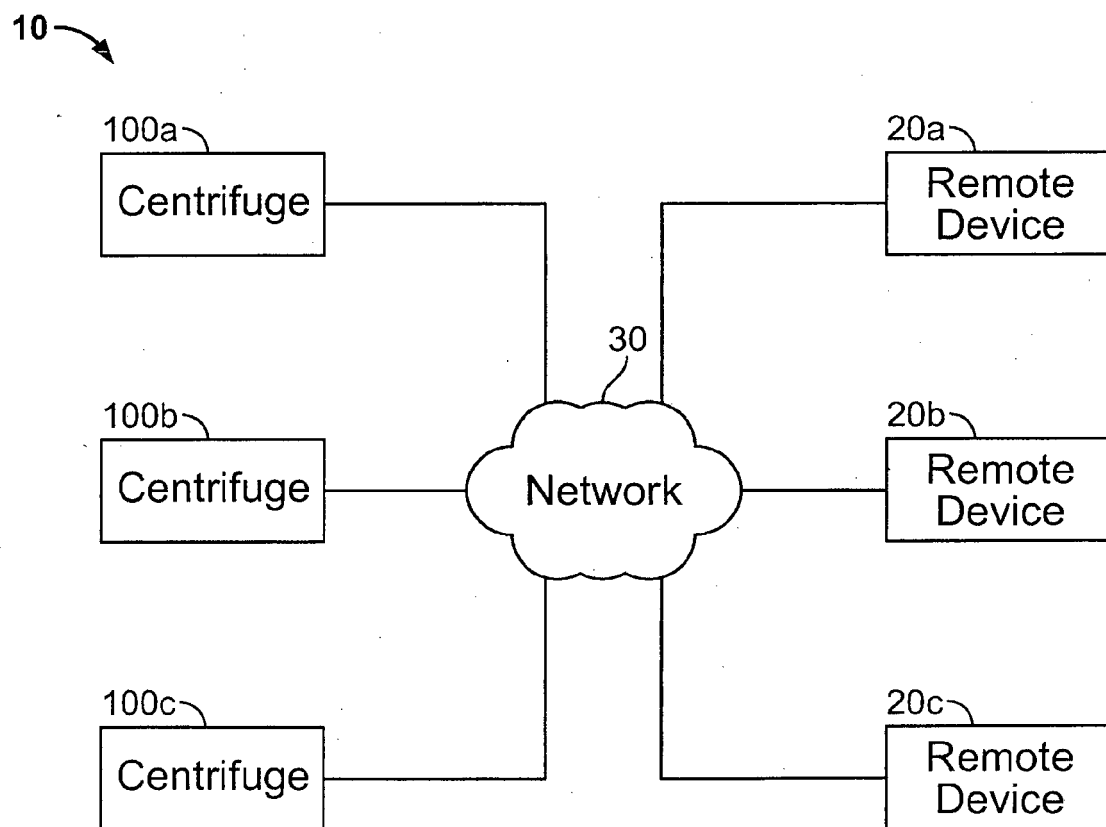 10
100a
Centrifuge
20a
Remote
Device
30
100b
Centrifuge
Network
20b
Remote
Device
100c
Centrifuge
20c
Remote
Device